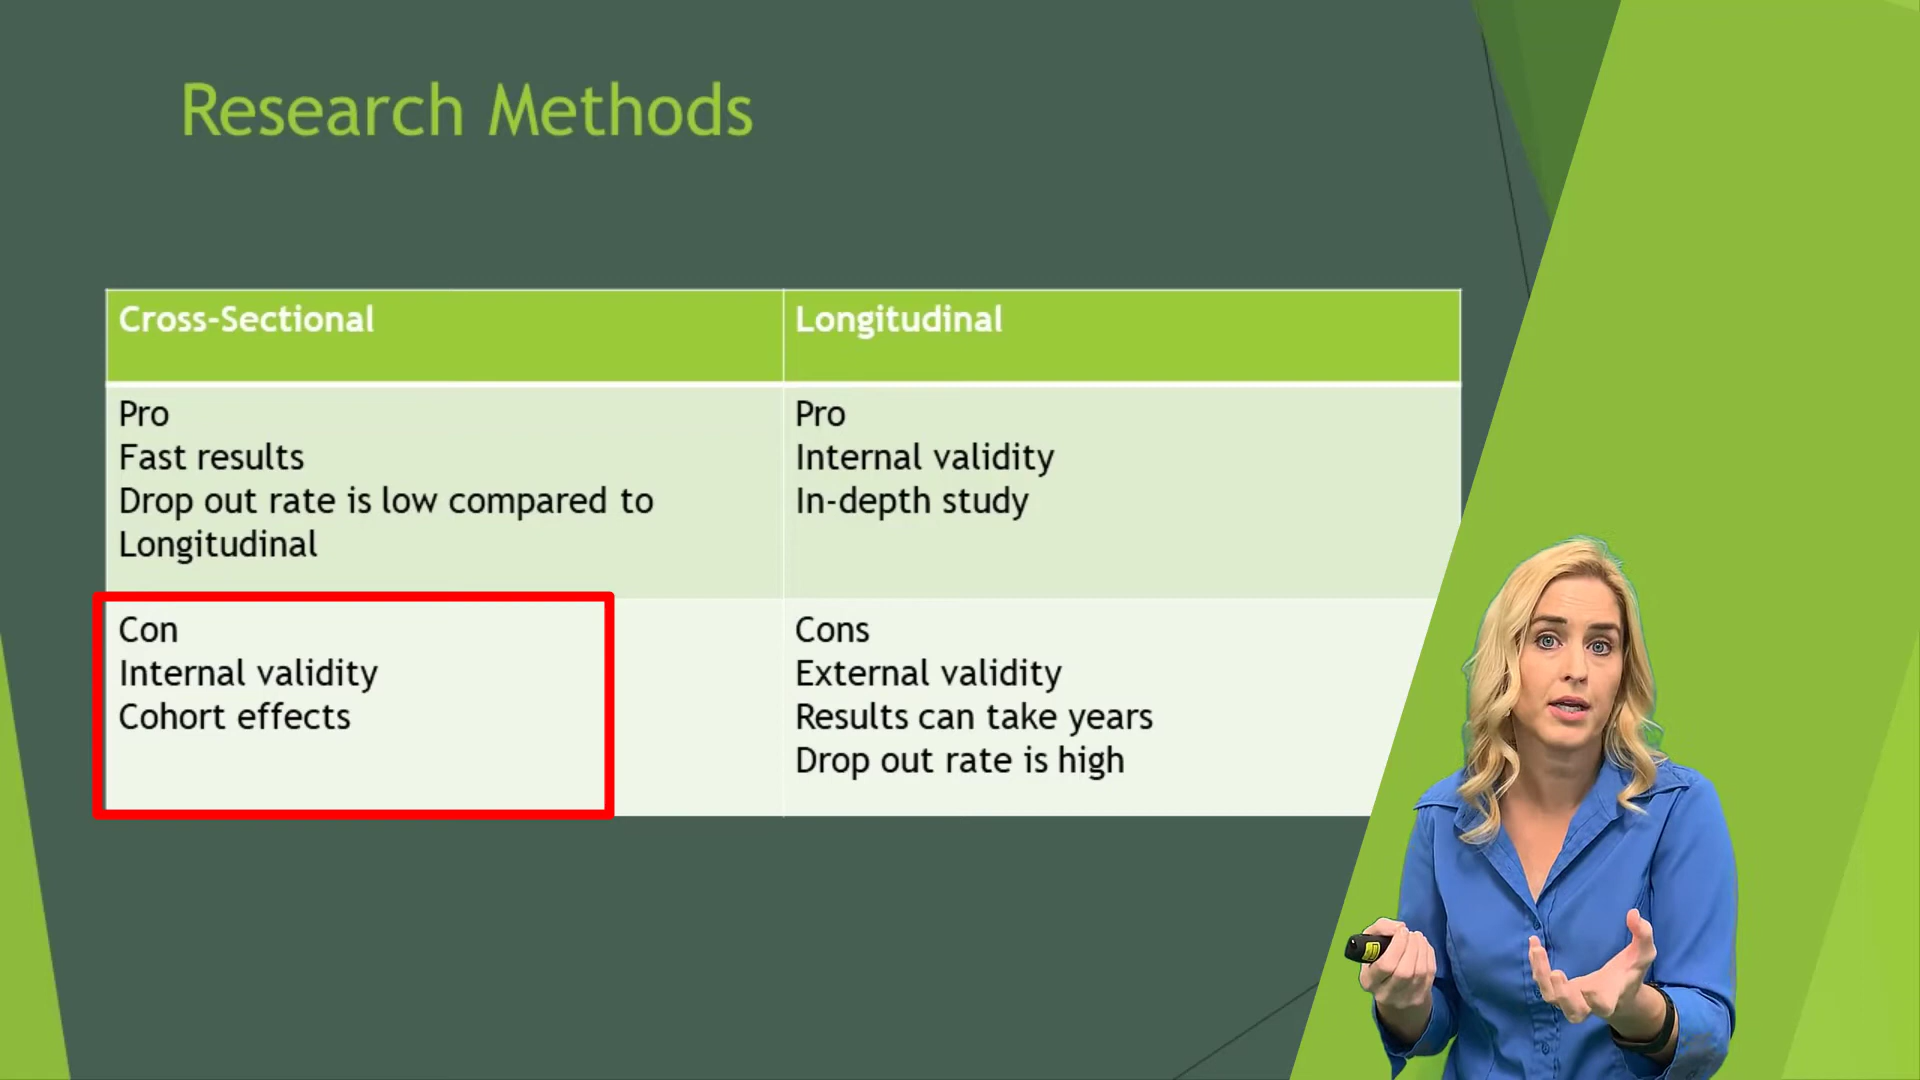 Research Methods
Cross-Sectional
Longitudinal
Pro
Fast results
Drop out rate is low compared to
Longitudinal
Pro
Internal validity
In-depth study
Con
Internal validity
Cohort effects
Cons
External validity
Results can take years
Drop out rate is high